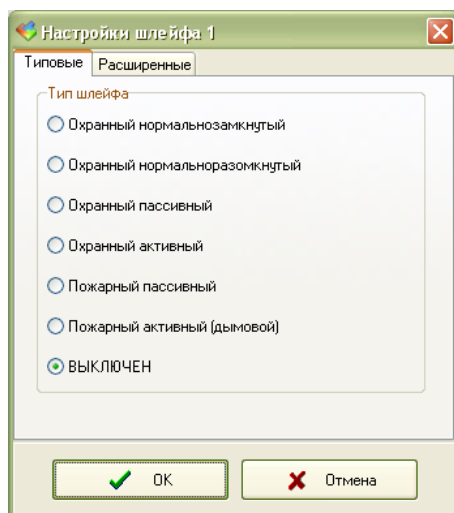 Настройки шлейфа 1
Типовые Расширенные
Тип шлейфа
Охранный нормальнозамкнутый
Охранный нормальноразомкнутый
Охранный пассивный
Охранный активный
Пожарный пассивный
Пожарный активный (дымовой)
ВЫКЛЮЧЕН
OK Отмена